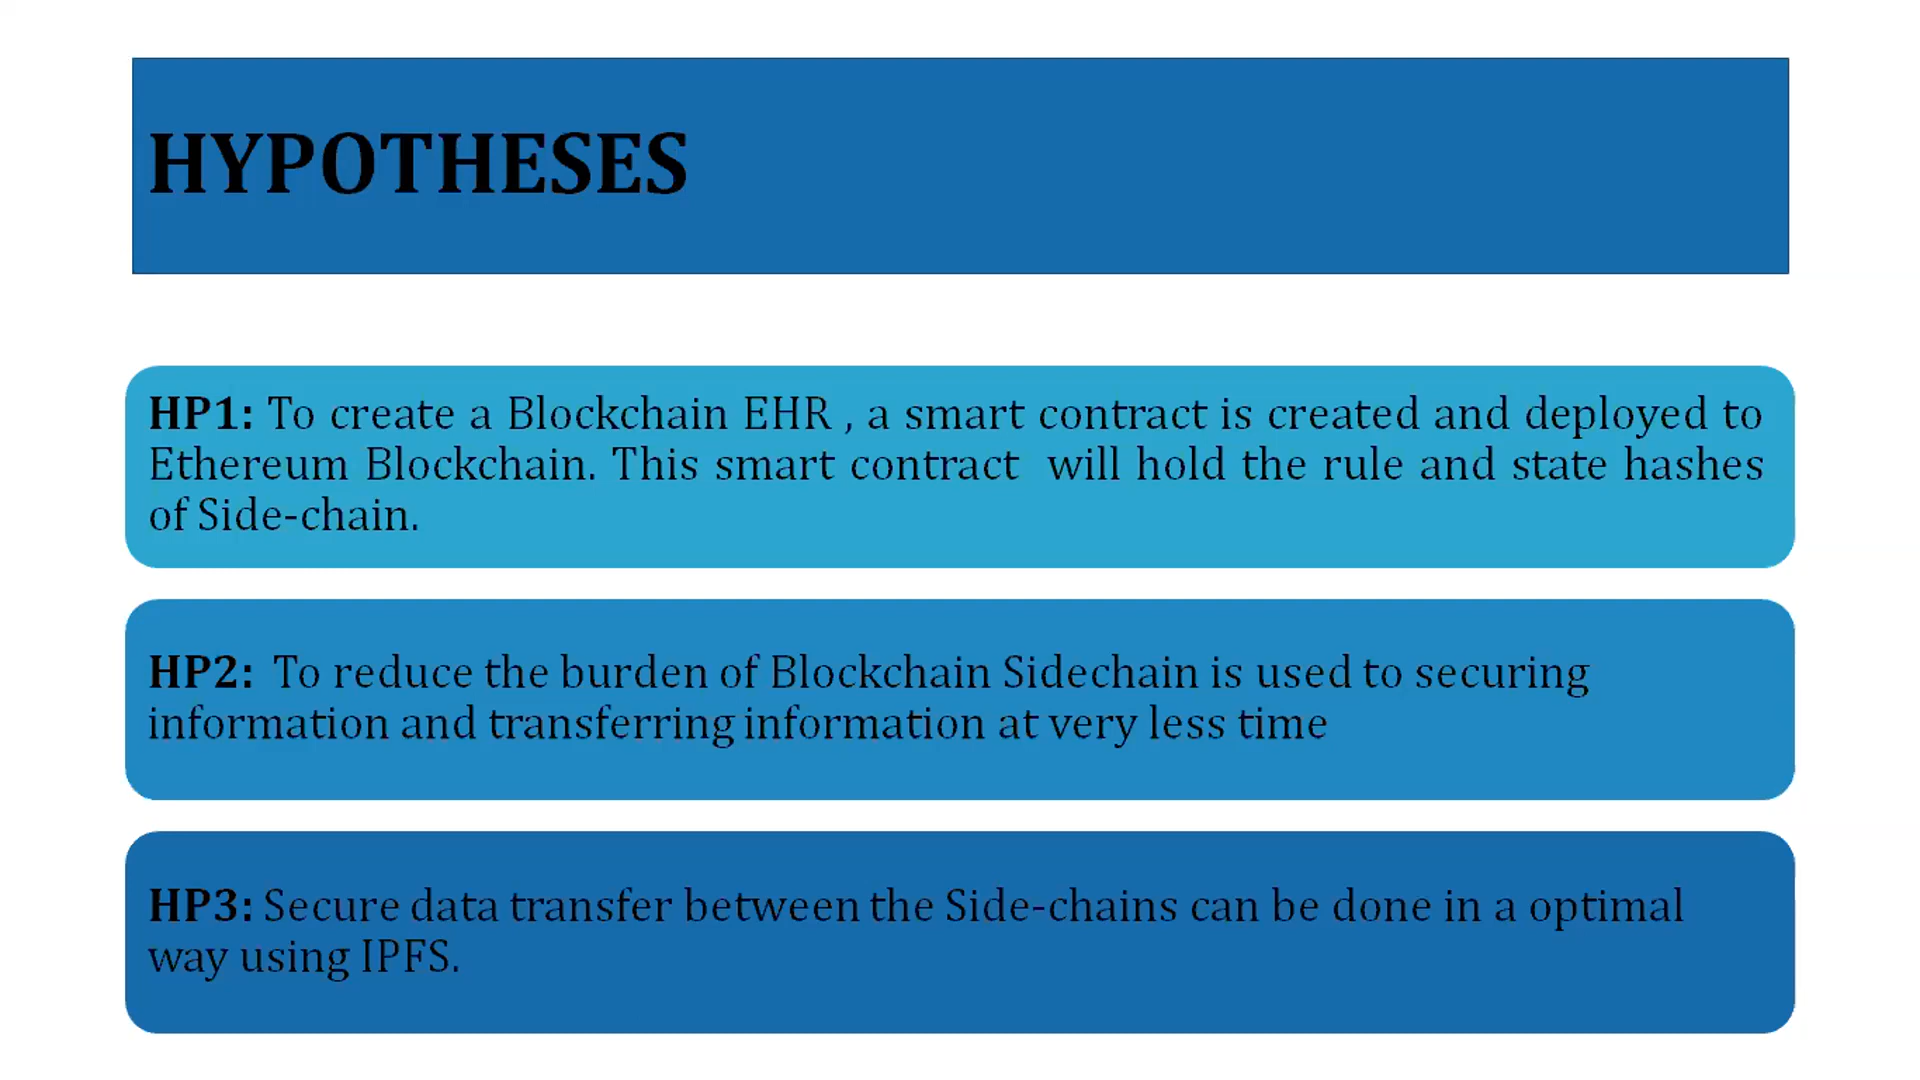 HYPOTHESES
HP1: To create a Blockchain EHR , a smart contract is created and deployed to
Ethereum Blockchain. This smart contract  will hold the rule and state hashes
of Side-chain.
HP2:  To reduce the burden of Blockchain Sidechain is used to securing
information and transferring information at very less time
HP3: Secure data transfer between the Side-chains can be done in a optimal
way using IPFS.